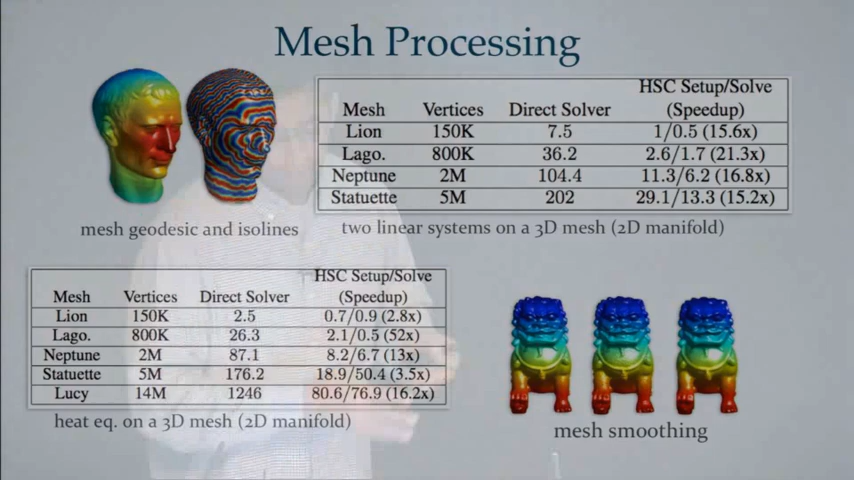 Mesh Processing
HSC Setup/Solve
Mesh Vertices Direct Solver (Speedup)
Lion 150K 7.5 1/0.5 (15.6x)
Lago. 800K 36.2 2.6/1.7 (21.3x)
Neptune 2M 104.4 11.3/6.2 (16.8x)
Statuette 5M 202 29.1/13.3 (15.2x)
mesh geodesic and isolines
two linear systems on a 3D mesh (2D manifold)
HSC Setup/Solve
Mesh Vertices Direct Solver (Speedup)
Lion 150K 2.5 0.7/0.9 (2.8x)
Lago. 800K 26.3 2.1/0.5 (52x)
Neptune 2M 87.1 8.2/6.7 (13x)
Statuette 5M 176.2 18.9/50.4 (3.5x)
Lucy 14M 1246 80.6/76.9 (16.2x)
heat eq. on a 3D mesh (2D manifold)
mesh smoothing